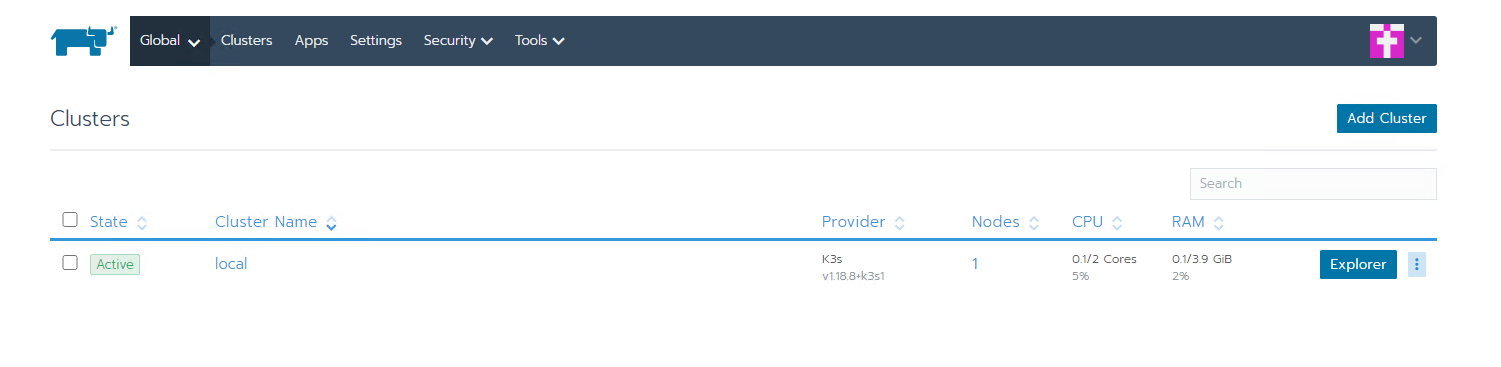 Global Clusters Apps Settings Security Tools
Clusters
Add Cluster
Search
State Cluster Name Provider Nodes CPU RAM
Active local K3s 1 0.1/2 Cores 0.1/3.9 GiB Explorer
v1.18.8+k3s1 5% 2%